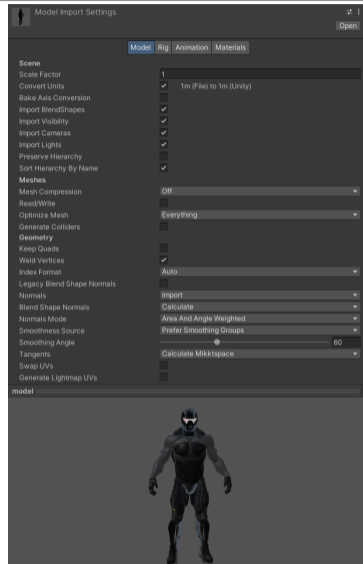 Model Import Settings
Open
Model Rig Animation Materials
Scene
Scale Factor 1
Convert Units 1m (File) to 1m (Unity)
Bake Axis Conversion
Import BlendShapes
Import Visibility
Import Cameras
Import Lights
Preserve Hierarchy
Sort Hierarchy By Name
Meshes
Mesh Compression Off
Read/Write
Optimize Mesh Everything
Generate Colliders
Geometry
Keep Quads
Weld Vertices
Index Format Auto
Legacy Blend Shape Normals
Normals Import
Blend Shape Normals Calculate
Normals Mode Area And Angle Weighted
Smoothness Source Prefer Smoothing Groups
Smoothing Angle 60
Tangents Calculate Mikktspace
Swap UVs
Generate Lightmap UVs
model